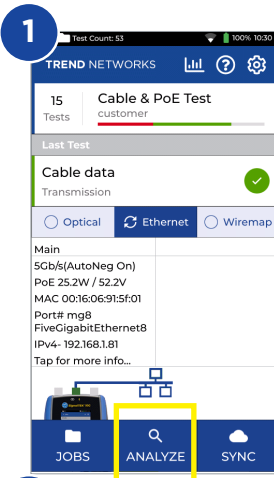 1
Test Count: 53
100% 10:30
TREND NETWORKS
15
Tests
Cable & PoE Test
customer
Last Test
Cable data
Transmission
Optical
Ethernet
Wiremap
Main
5Gb/s(AutoNeg On)
PoE 25.2W / 52.2V
MAC 00:16:06:91:5f:01
Port# mg8
FiveGigabitEthernet8
IPv4- 192.168.1.81
Tap for more info...
JOBS
ANALYZE
SYNC